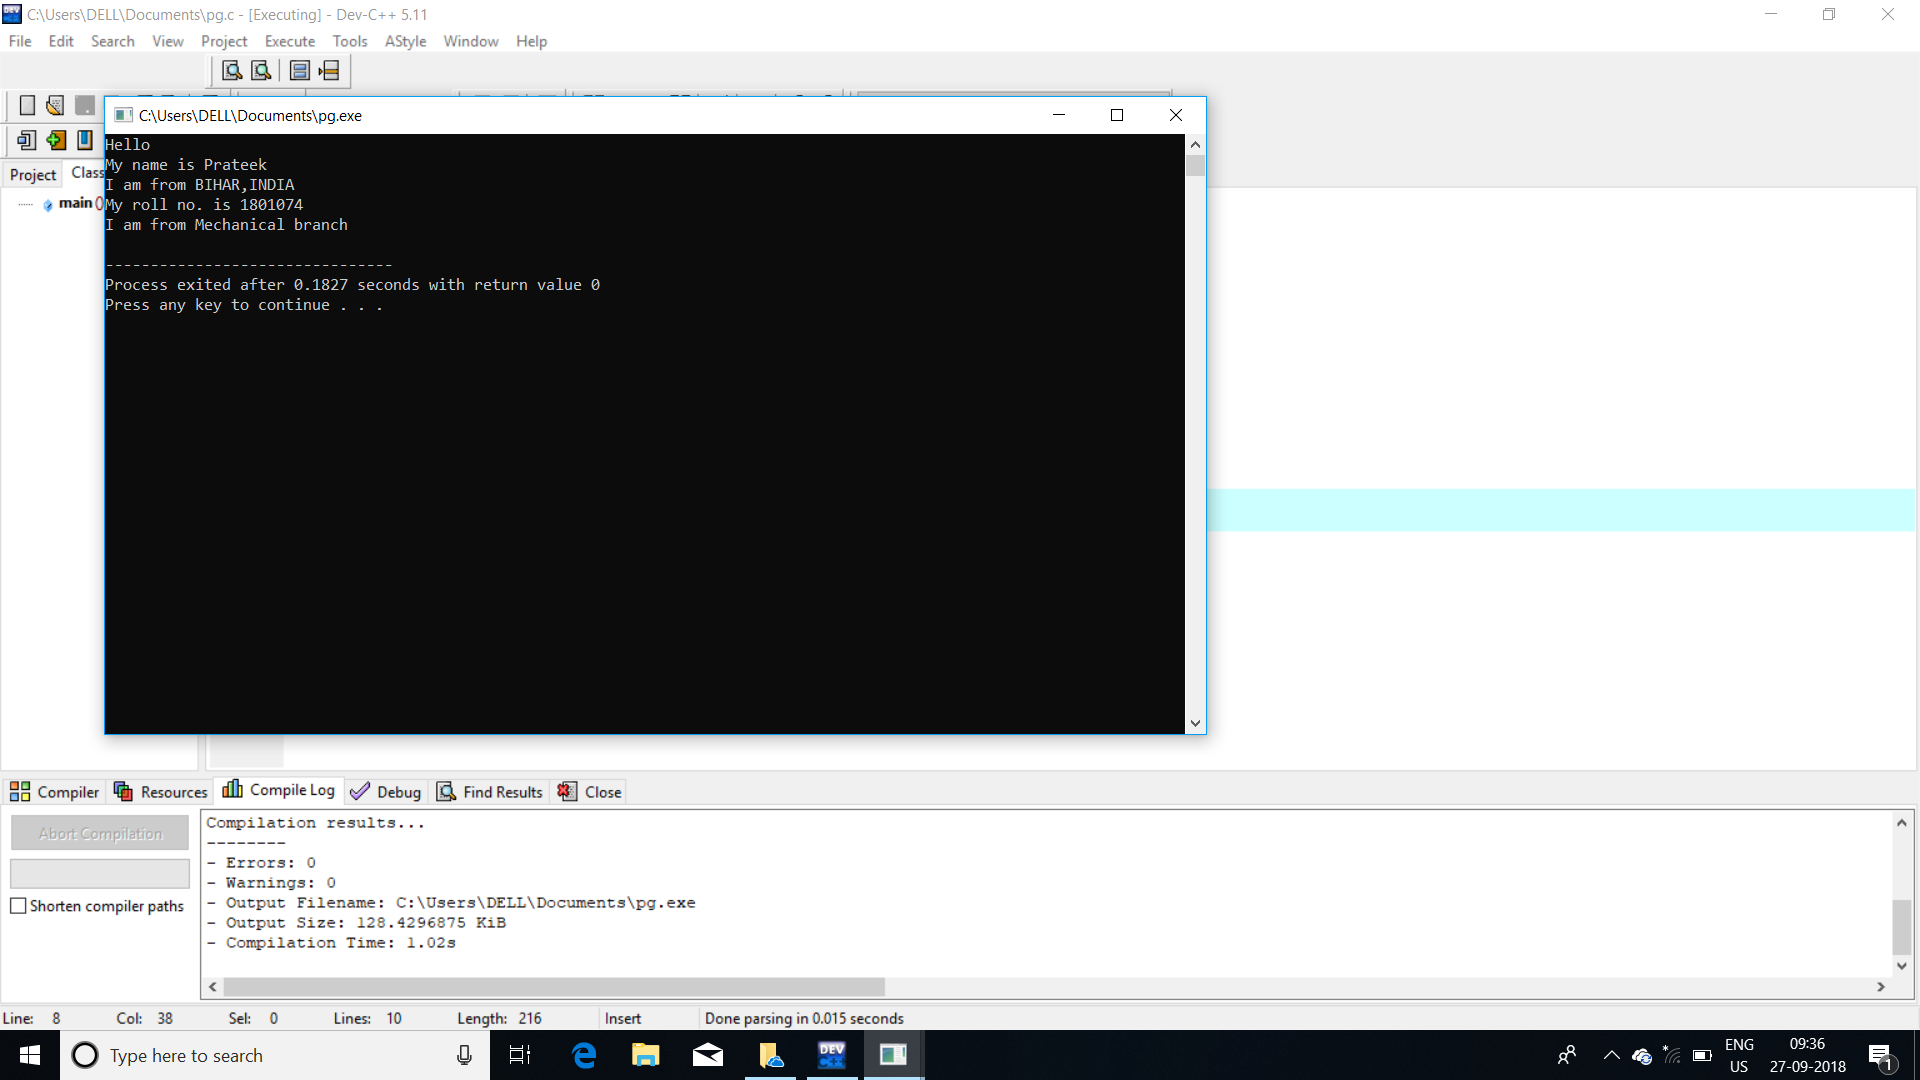 C:\Users\DELL\Documents\pg.c - [Executing] - Dev-C++ 5.11
File Edit Search View Project Execute Tools AStyle Window Help
C:\Users\DELL\Documents\pg.exe
Project Class
main ()
Hello
My name is Prateek
I am from BIHAR,INDIA
My roll no. is 1801074
I am from Mechanical branch
-------------------------------- 
Process exited after 0.1827 seconds with return value 0
Press any key to continue . . .
Compiler Resources Compile Log Debug Find Results Close
Abort Compilation
Shorten compiler paths
Compilation results...
--------
- Errors: 0
- Warnings: 0
- Output Filename: C:\Users\DELL\Documents\pg.exe
- Output Size: 128.4296875 KiB
- Compilation Time: 1.02s
Line: 8 Col: 38 Sel: 0 Lines: 10 Length: 216 Insert Done parsing in 0.015 seconds
Type here to search
DEV C++
ENG
US
09:36
27-09-2018
1